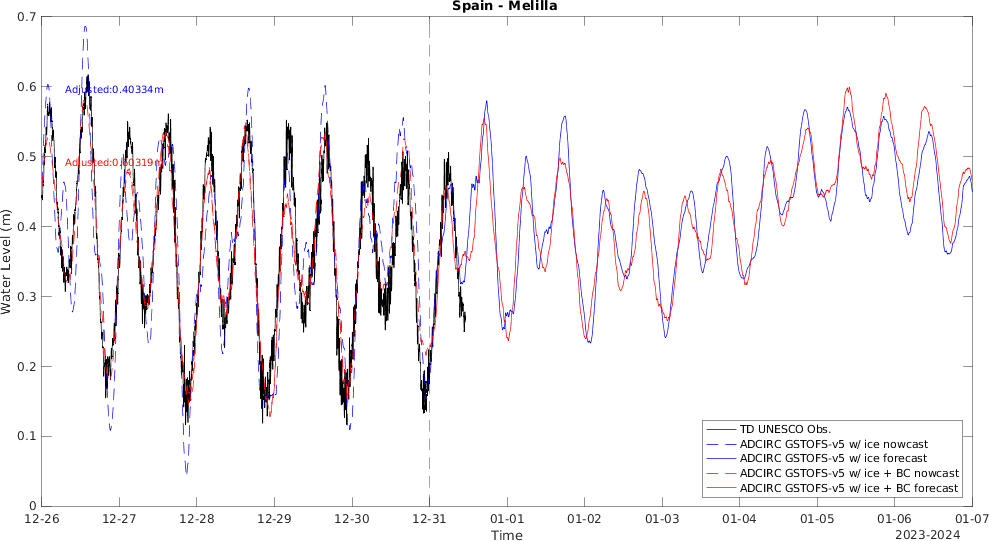 Spain - Melilla
0.7
0.6
0.5
0.4
0.3
0.2
0.1
0
Water Level (m)
Adjusted:0.40334m
12-26
12-27
12-28
12-29
12-30
12-31
01-01
01-02
01-03
01-04
01-05
01-06
01-07
Time
2023-2024
TD UNESCO Obs.
ADCIRC GSTOFS-v5 w/ ice nowcast
ADCIRC GSTOFS-v5 w/ ice forecast
ADCIRC GSTOFS-v5 w/ ice + BC nowcast
ADCIRC GSTOFS-v5 w/ ice + BC forecast